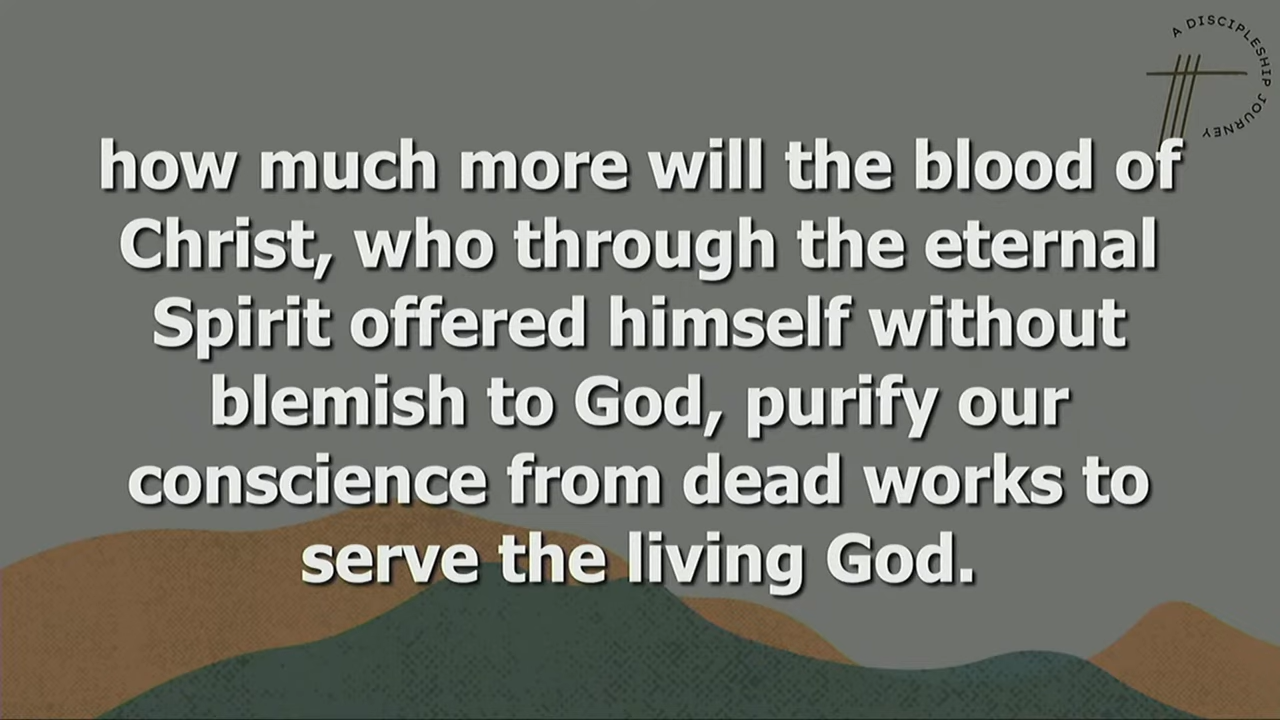 A DISCIPLESHIP JOURNEY
how much more will the blood of
Christ, who through the eternal
Spirit offered himself without
blemish to God, purify our
conscience from dead works to
serve the living God.